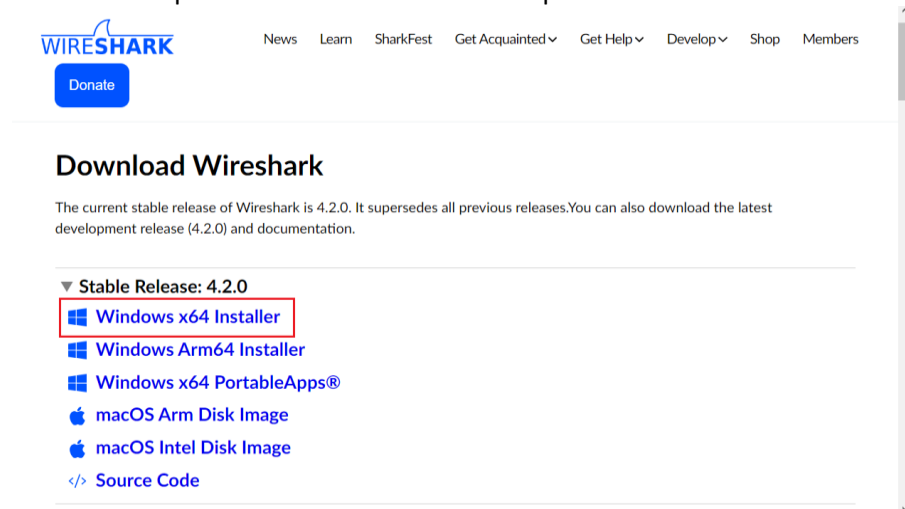 WIRESHARK
News Learn SharkFest Get Acquainted Get Help Develop Shop Members
Donate
Download Wireshark
The current stable release of Wireshark is 4.2.0. It supersedes all previous releases.You can also download the latest
development release (4.2.0) and documentation.
Stable Release: 4.2.0
Windows x64 Installer
Windows Arm64 Installer
Windows x64 PortableApps®
macOS Arm Disk Image
macOS Intel Disk Image
</> Source Code